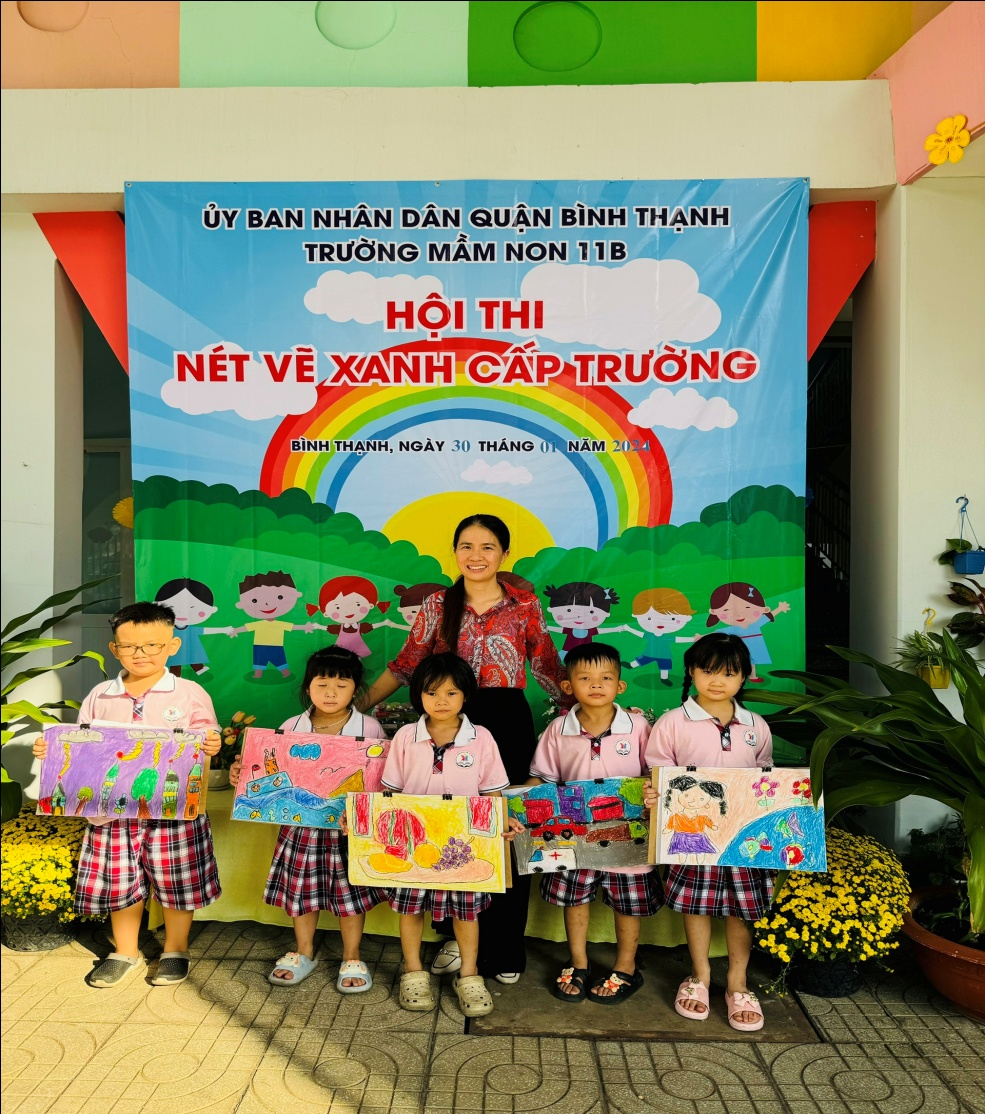 ỦY BAN NHÂN DÂN QUẬN BÌNH THẠNH
TRƯỜNG MẦM NON 11B
HỘI THI
NÉT VẼ XANH CẤP TRƯỜNG
BÌNH THẠNH, NGÀY 30 THÁNG 01 NĂM 2024